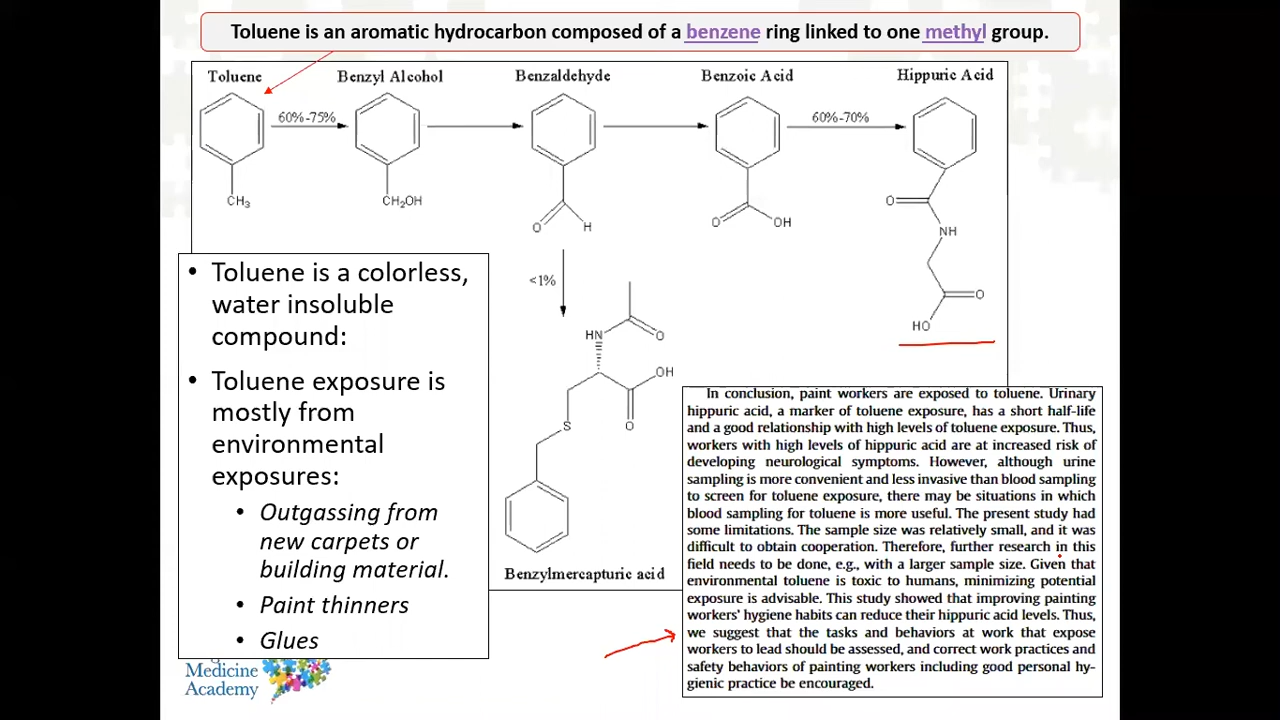 Toluene is an aromatic hydrocarbon composed of a benzene ring linked to one methyl group.
Toluene
Benzyl Alcohol
Benzaldehyde
Benzoic Acid
Hippuric Acid
60%-75%
60%-70%
CH3
CH2OH
O
H
O
OH
O
NH
O
HO
<1%
HN
O
OH
O
S
Benzylmercapturic acid
• Toluene is a colorless,
water insoluble
compound:
• Toluene exposure is
mostly from
environmental
exposures:
• Outgassing from
new carpets or
building material.
• Paint thinners
• Glues
In conclusion, paint workers are exposed to toluene. Urinary
hippuric acid, a marker of toluene exposure, has a short half-life
and a good relationship with high levels of toluene exposure. Thus,
workers with high levels of hippuric acid are at increased risk of
developing neurological symptoms. However, although urine
sampling is more convenient and less invasive than blood sampling
to screen for toluene exposure, there may be situations in which
blood sampling for toluene is more useful. The present study had
some limitations. The sample size was relatively small, and it was
difficult to obtain cooperation. Therefore, further research in this
field needs to be done, e.g., with a larger sample size. Given that
environmental toluene is toxic to humans, minimizing potential
exposure is advisable. This study showed that improving painting
workers' hygiene habits can reduce their hippuric acid levels. Thus,
we suggest that the tasks and behaviors at work that expose
workers to lead should be assessed, and correct work practices and
safety behaviors of painting workers including good personal hy-
gienic practice be encouraged.
Medicine
Academy